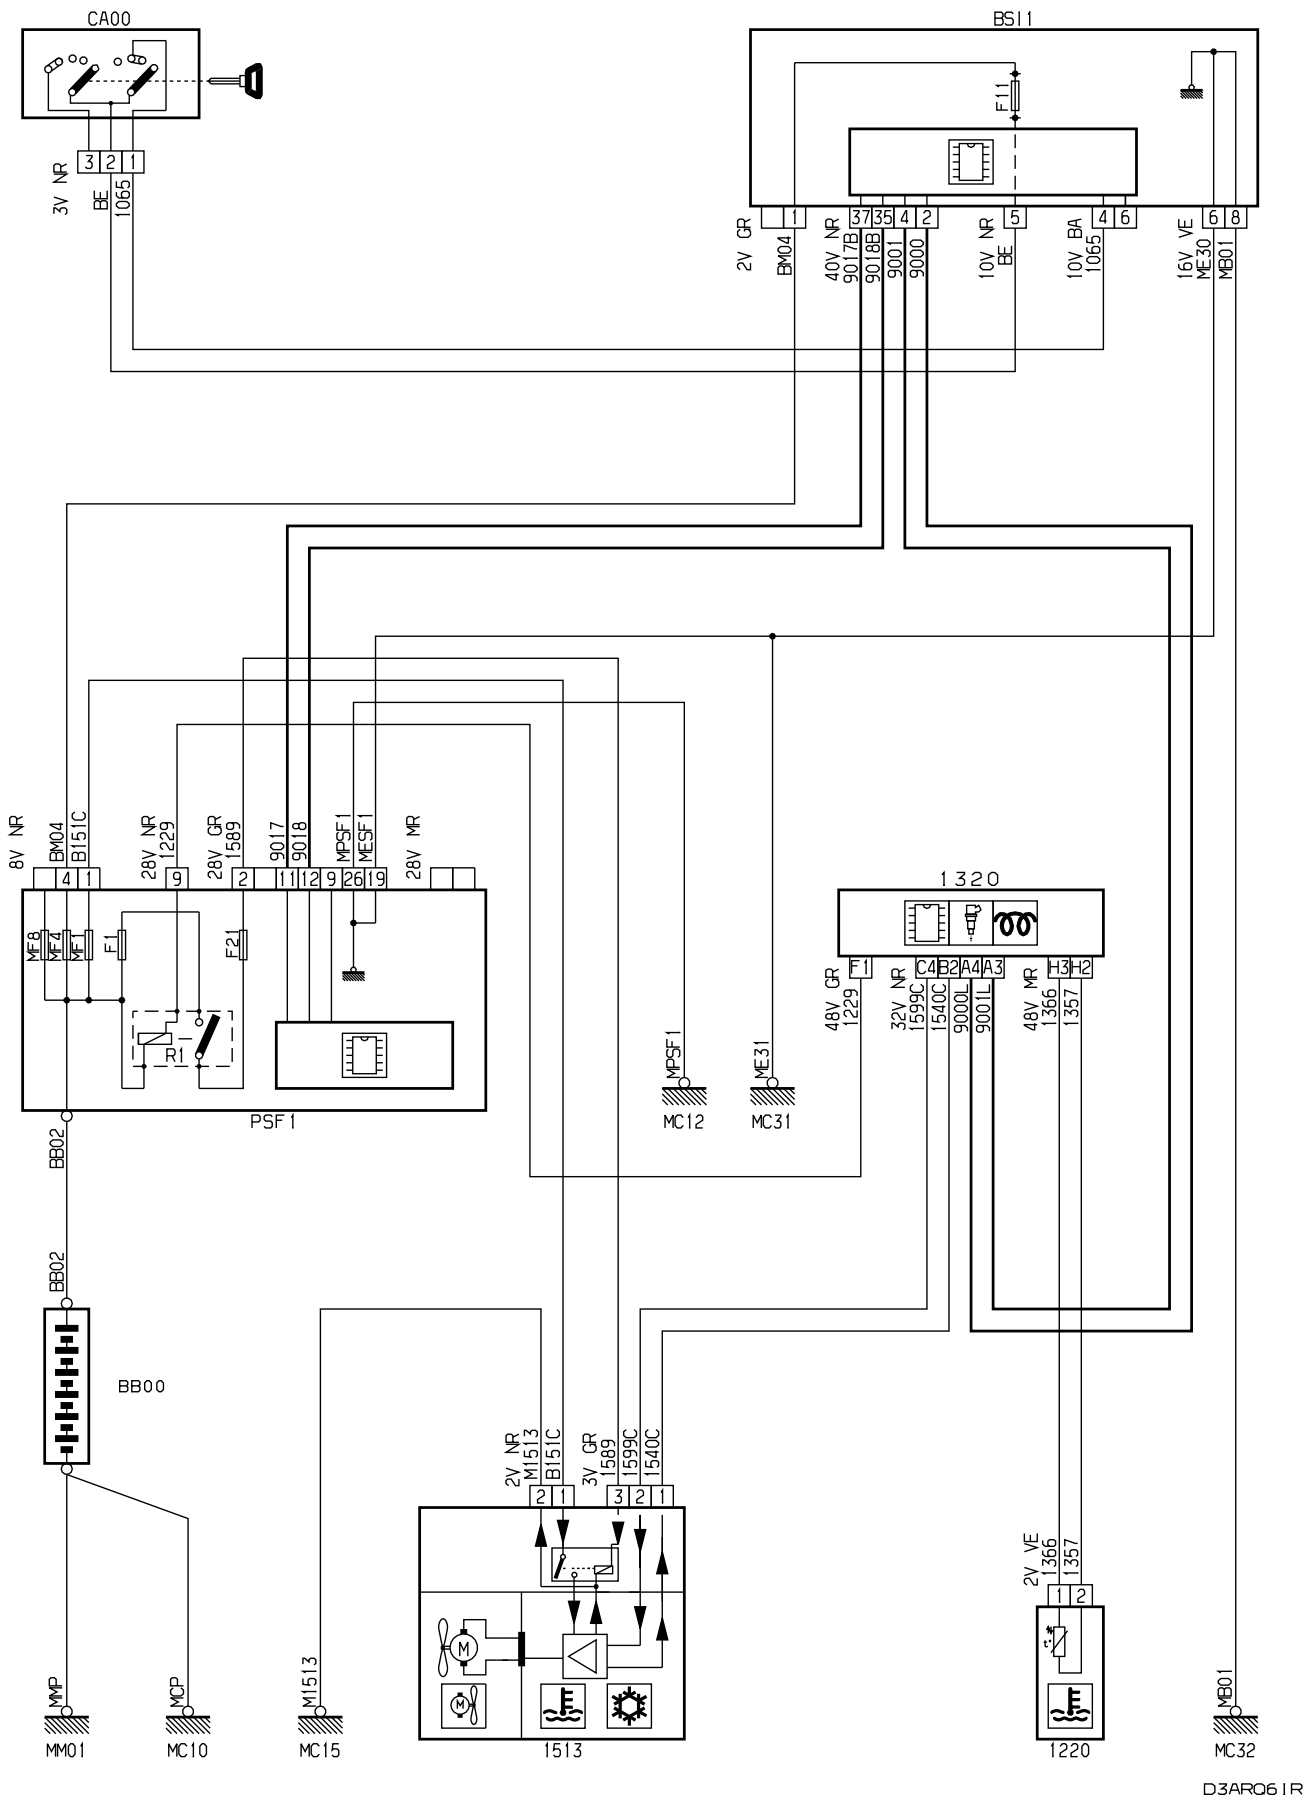 CA00
BSI1
F11
3 2 1
3V NR
BE
1065
1
37 35 4 2
5
4 6
6 8
2V GR
BM04
40V NR
9017B
9018B
9001
9000
10V NR
BE
10V BA
1065
16V VE
ME30
MB01
8V NR
BM04
B151C
28V NR
1229
28V GR
1589
9017
9018
MPSF1
MESF1
28V MR
4 1
9
2
11 12 9 26 19
MF8
MF4
MF1
F1
F21
R1
PSF1
1320
F1
C4 B2 A4 A3
H3 H2
48V GR
1229
32V NR
1599C
1540C
9000L
9001L
48V MR
1366
1357
MPSF1
MC12
ME31
MC31
BB02
BB02
BB00
2V NR
M1513
B151C
3V GR
1589
1599C
1540C
2 1
3 2 1
M
M
t°
1513
2V VE
1366
1357
1 2
1220
MMP
MM01
MCP
MC10
M1513
MC15
MB01
MC32
D3ARQ61R